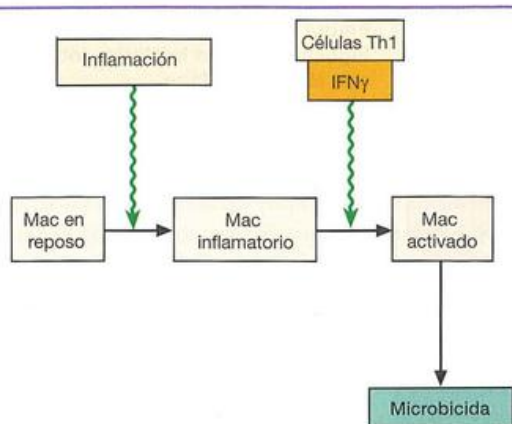 Inflamación
Células Th1
IFNγ
Mac en
reposo
Mac
inflamatorio
Mac
activado
Microbicida